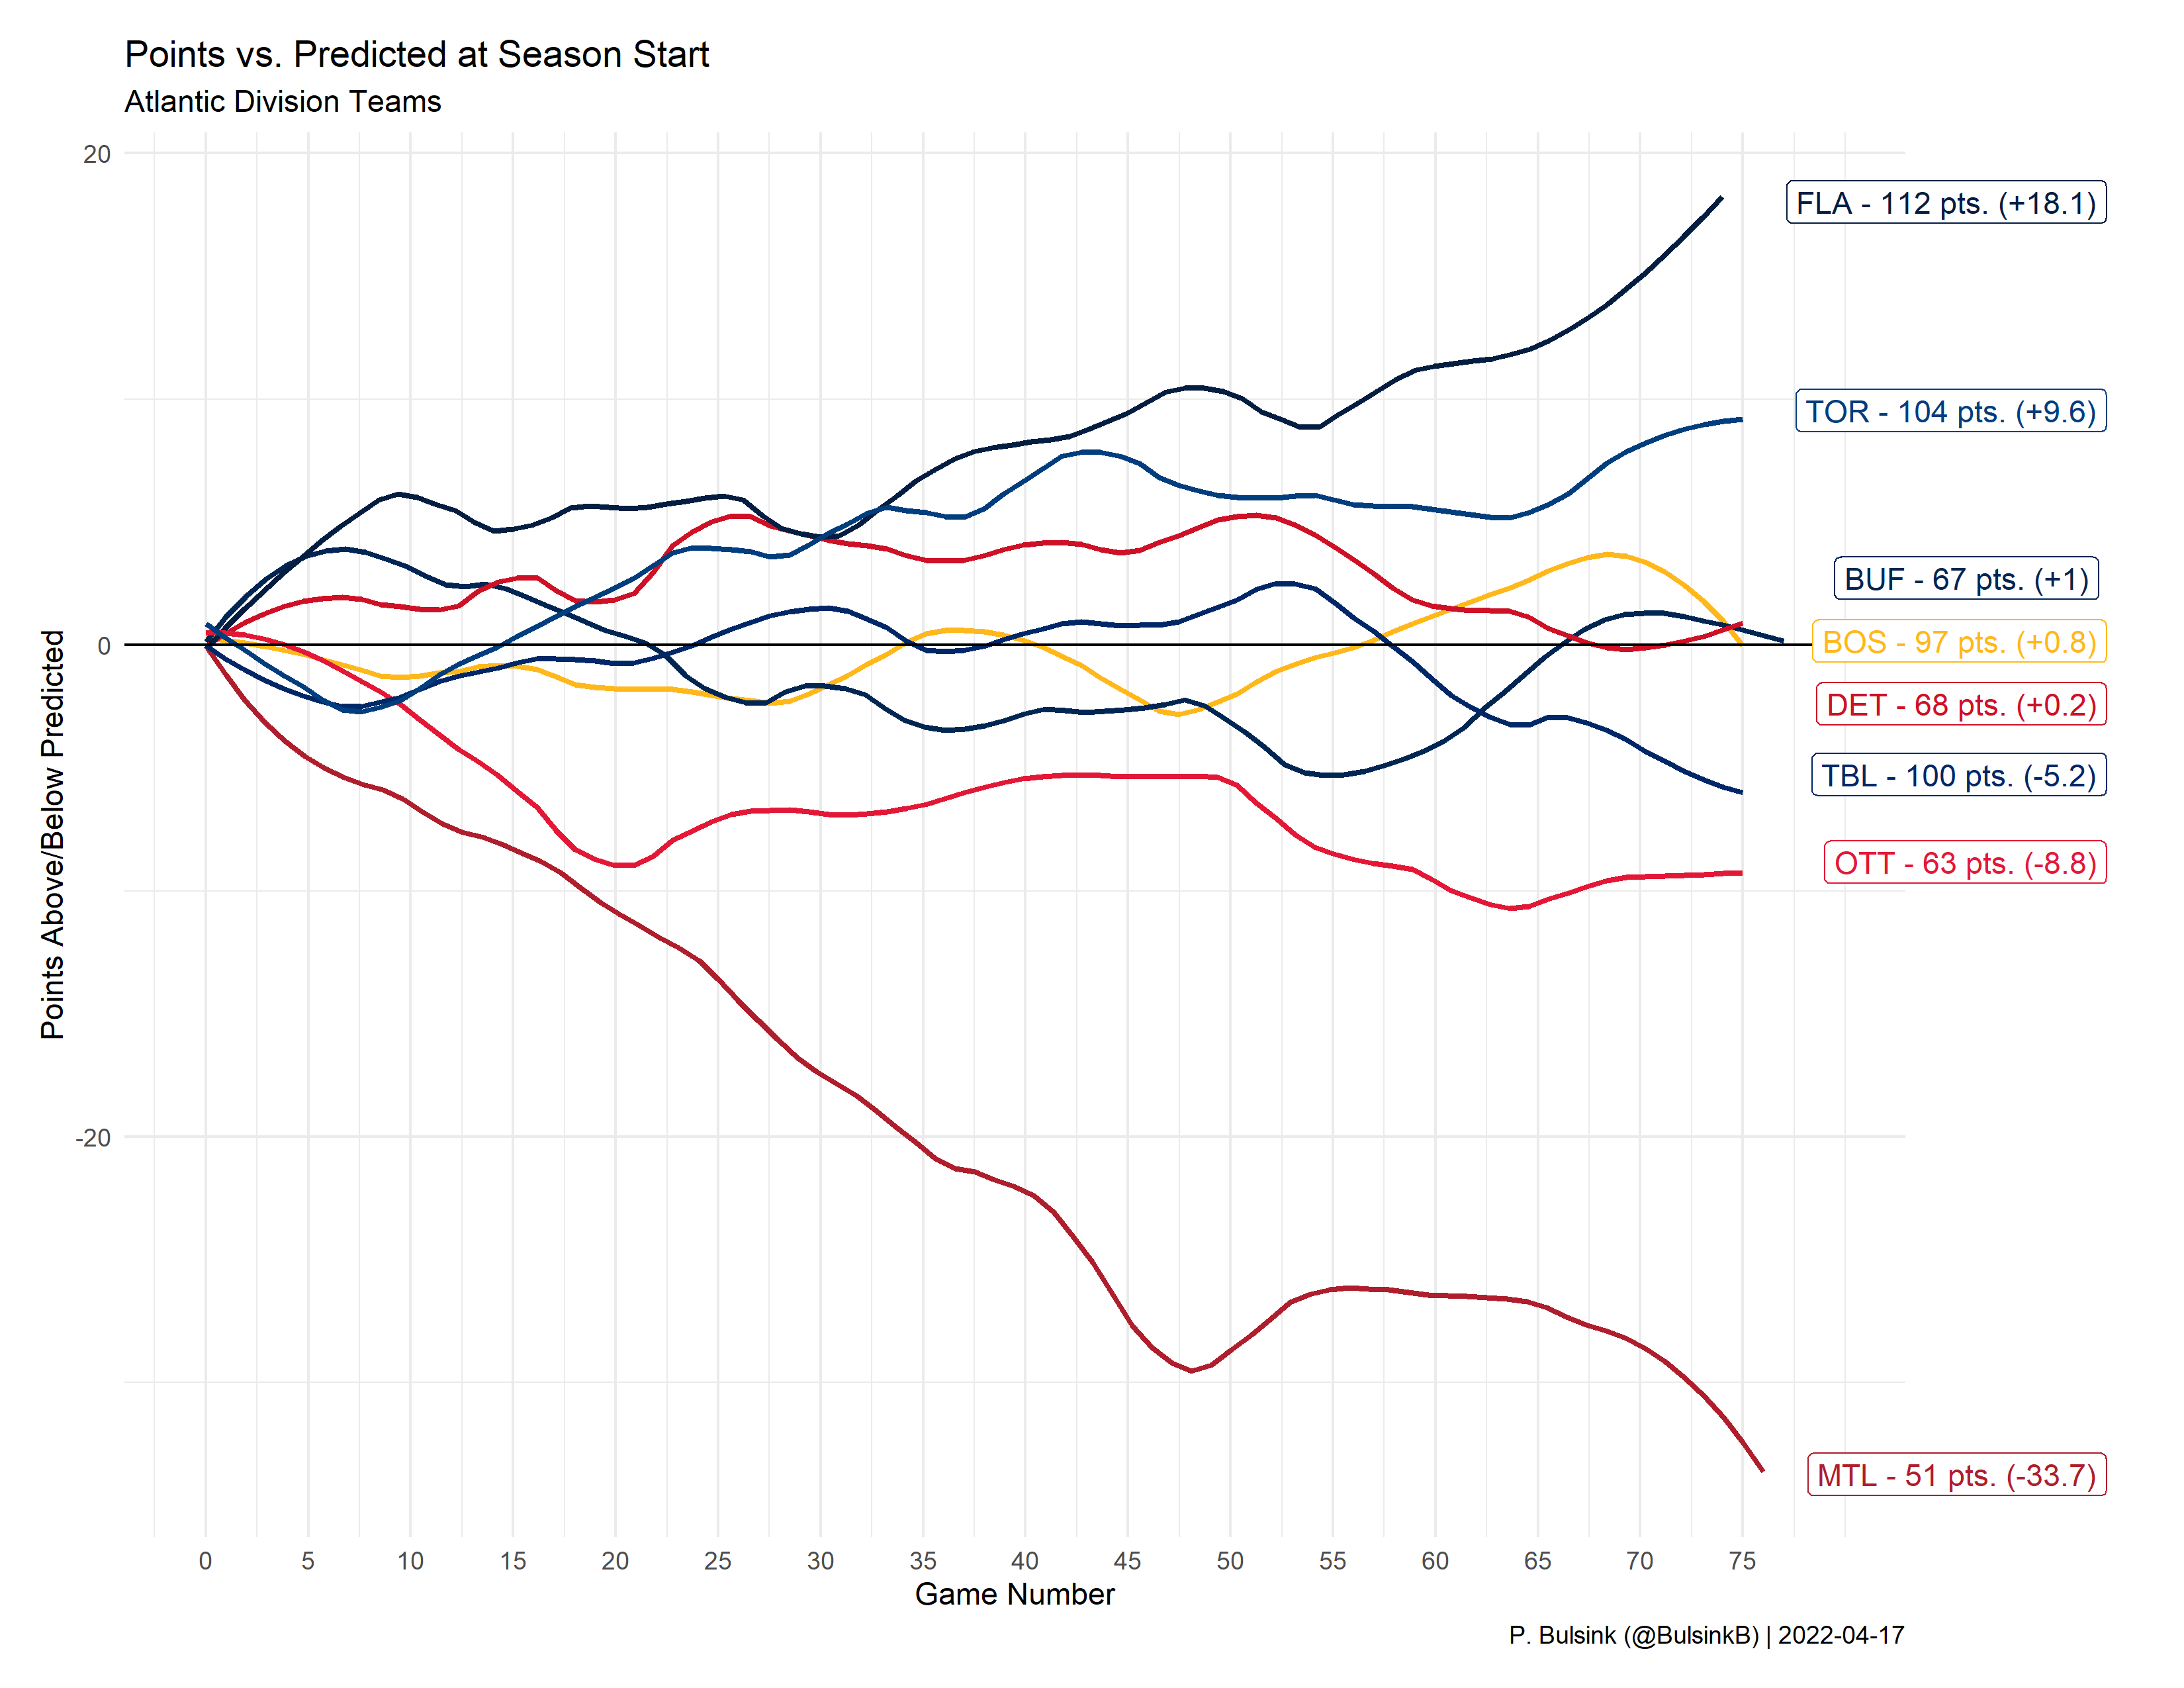 Points vs. Predicted at Season Start
Atlantic Division Teams
Points Above/Below Predicted
20
0
-20
FLA - 112 pts. (+18.1)
TOR - 104 pts. (+9.6)
BUF - 67 pts. (+1)
BOS - 97 pts. (+0.8)
DET - 68 pts. (+0.2)
TBL - 100 pts. (-5.2)
OTT - 63 pts. (-8.8)
MTL - 51 pts. (-33.7)
0 5 10 15 20 25 30 35 40 45 50 55 60 65 70 75
Game Number
P. Bulsink (@BulsinkB) | 2022-04-17